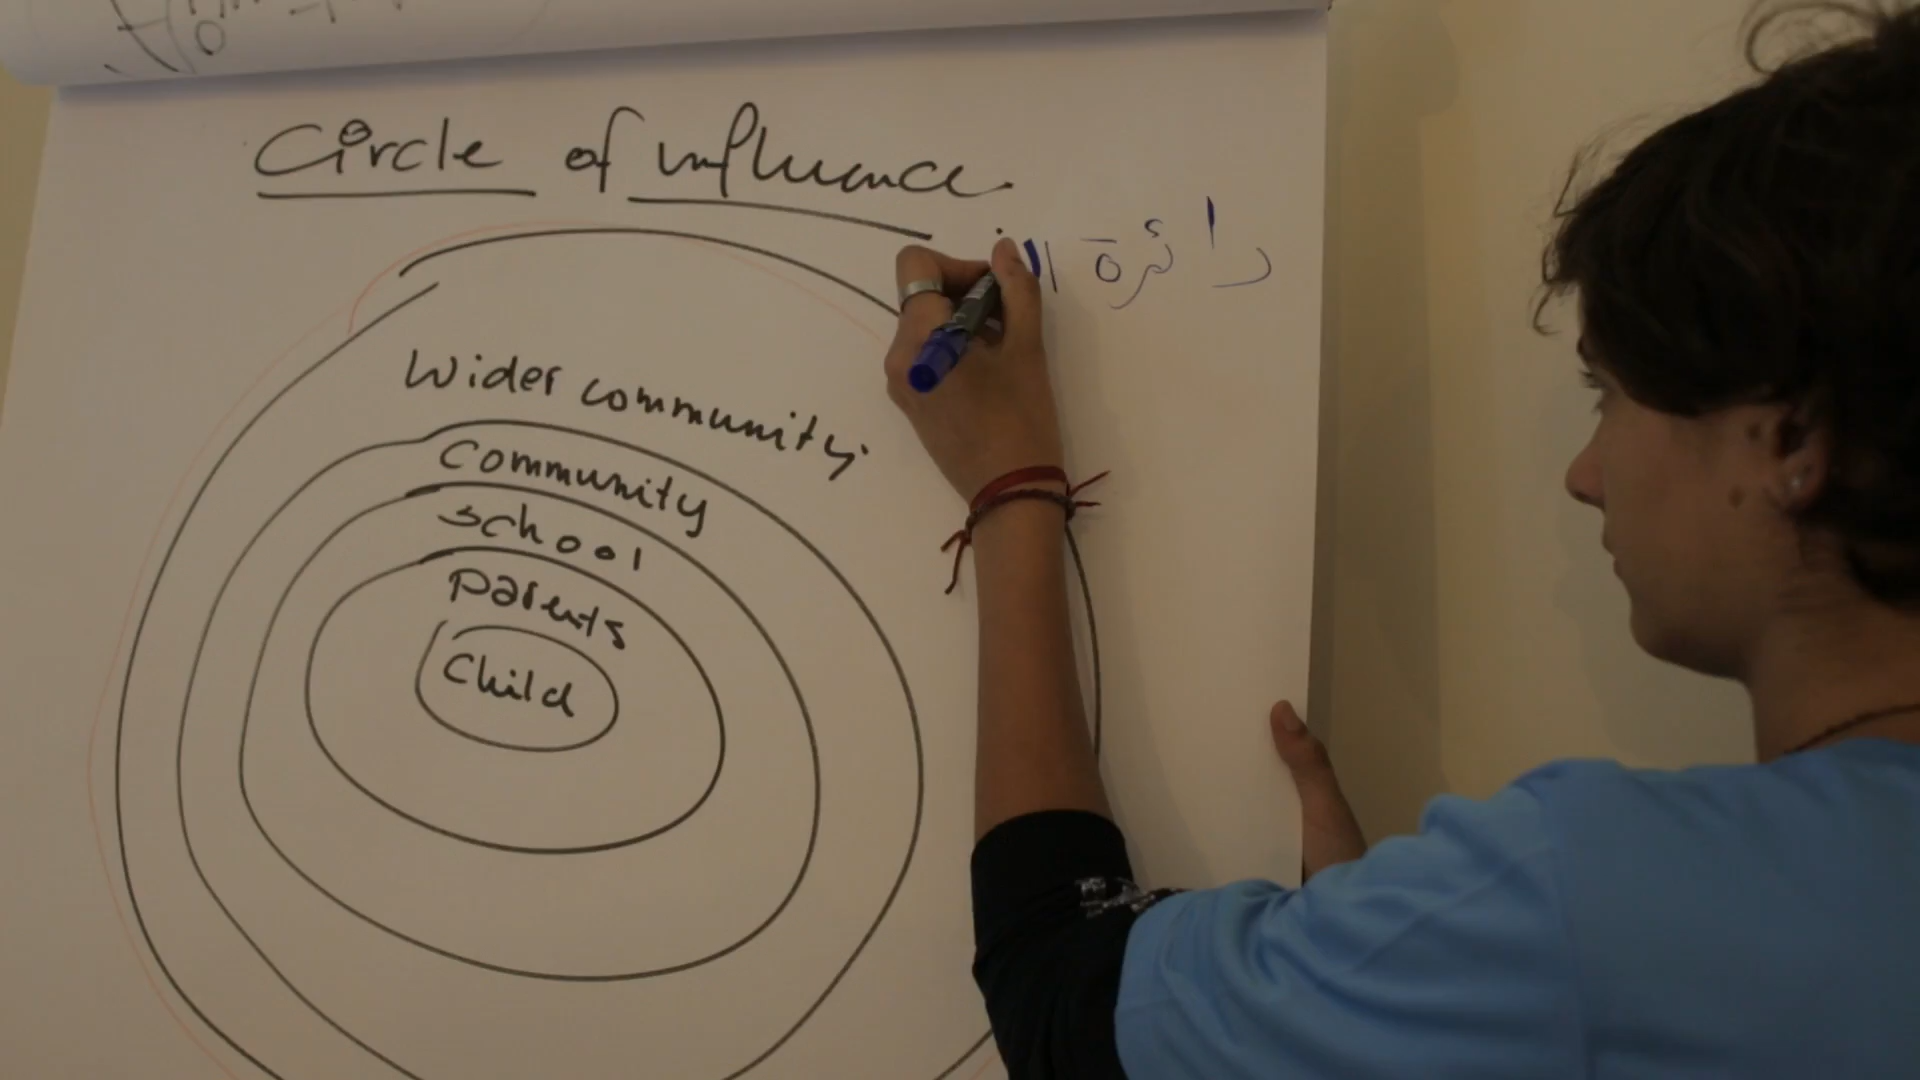 Circle of influence.
دائرة ال
Wider community.
Community
School
Parents
Child